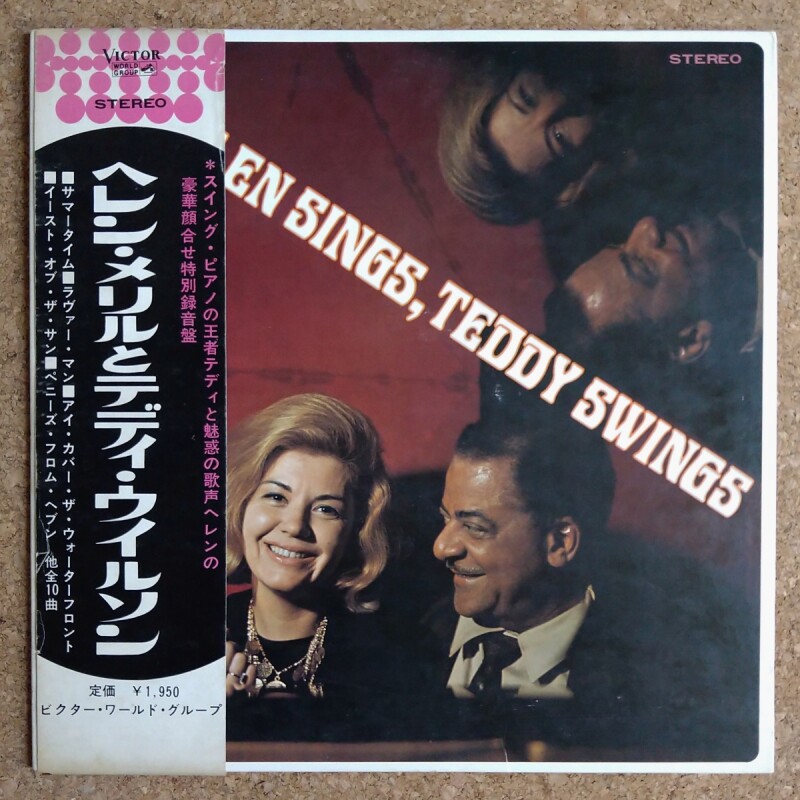 VICTOR
WORLD
GROUP
STEREO
*スイング・ピアノの王者テディと魅惑の歌声ヘレンの
豪華顔合せ特別録音盤
ヘレン・メリルとテディ・ウイルソン
■サマータイム■ラヴァー・マン■アイ・カバー・ザ・ウォーターフロント
■イースト・オブ・ザ・サン■ペニーズ・フロム・ヘブン 他全10曲
定価 ¥1,950
ビクター・ワールド・グループ
STEREO
EN SINGS, TEDDY SWINGS